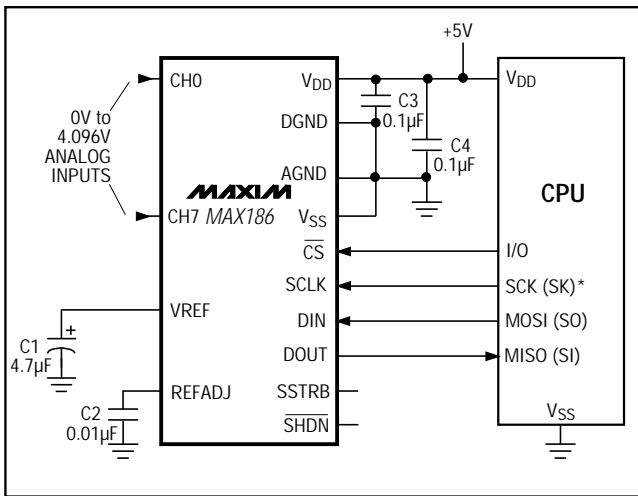 +5V
CH0
VDD
VDD
C3
0.1µF
0V to
4.096V
ANALOG
INPUTS
DGND
C4
0.1µF
AGND
MAXIM
CPU
CH7
MAX186
VSS
CS
I/O
SCLK
SCK (SK)*
VREF
DIN
MOSI (SO)
C1
+
4.7µF
DOUT
MISO (SI)
REFADJ
SSTRB
C2
0.01µF
SHDN
VSS